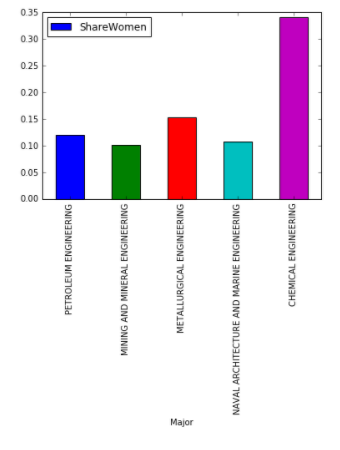 0.35
0.30
0.25
0.20
0.15
0.10
0.05
0.00
ShareWomen
PETROLEUM ENGINEERING
MINING AND MINERAL ENGINEERING
METALLURGICAL ENGINEERING
NAVAL ARCHITECTURE AND MARINE ENGINEERING
CHEMICAL ENGINEERING
Major